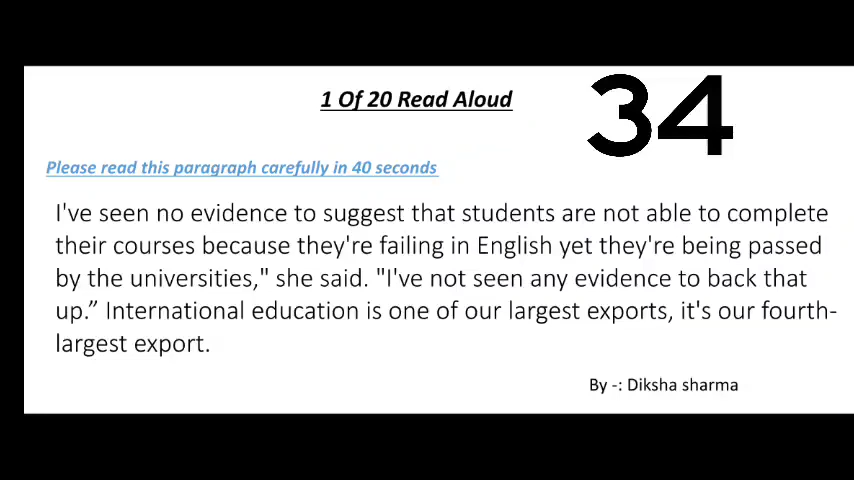 1 Of 20 Read Aloud
34
Please read this paragraph carefully in 40 seconds
I've seen no evidence to suggest that students are not able to complete
their courses because they're failing in English yet they're being passed
by the universities," she said. "I've not seen any evidence to back that
up.” International education is one of our largest exports, it's our fourth-
largest export.
By -: Diksha sharma